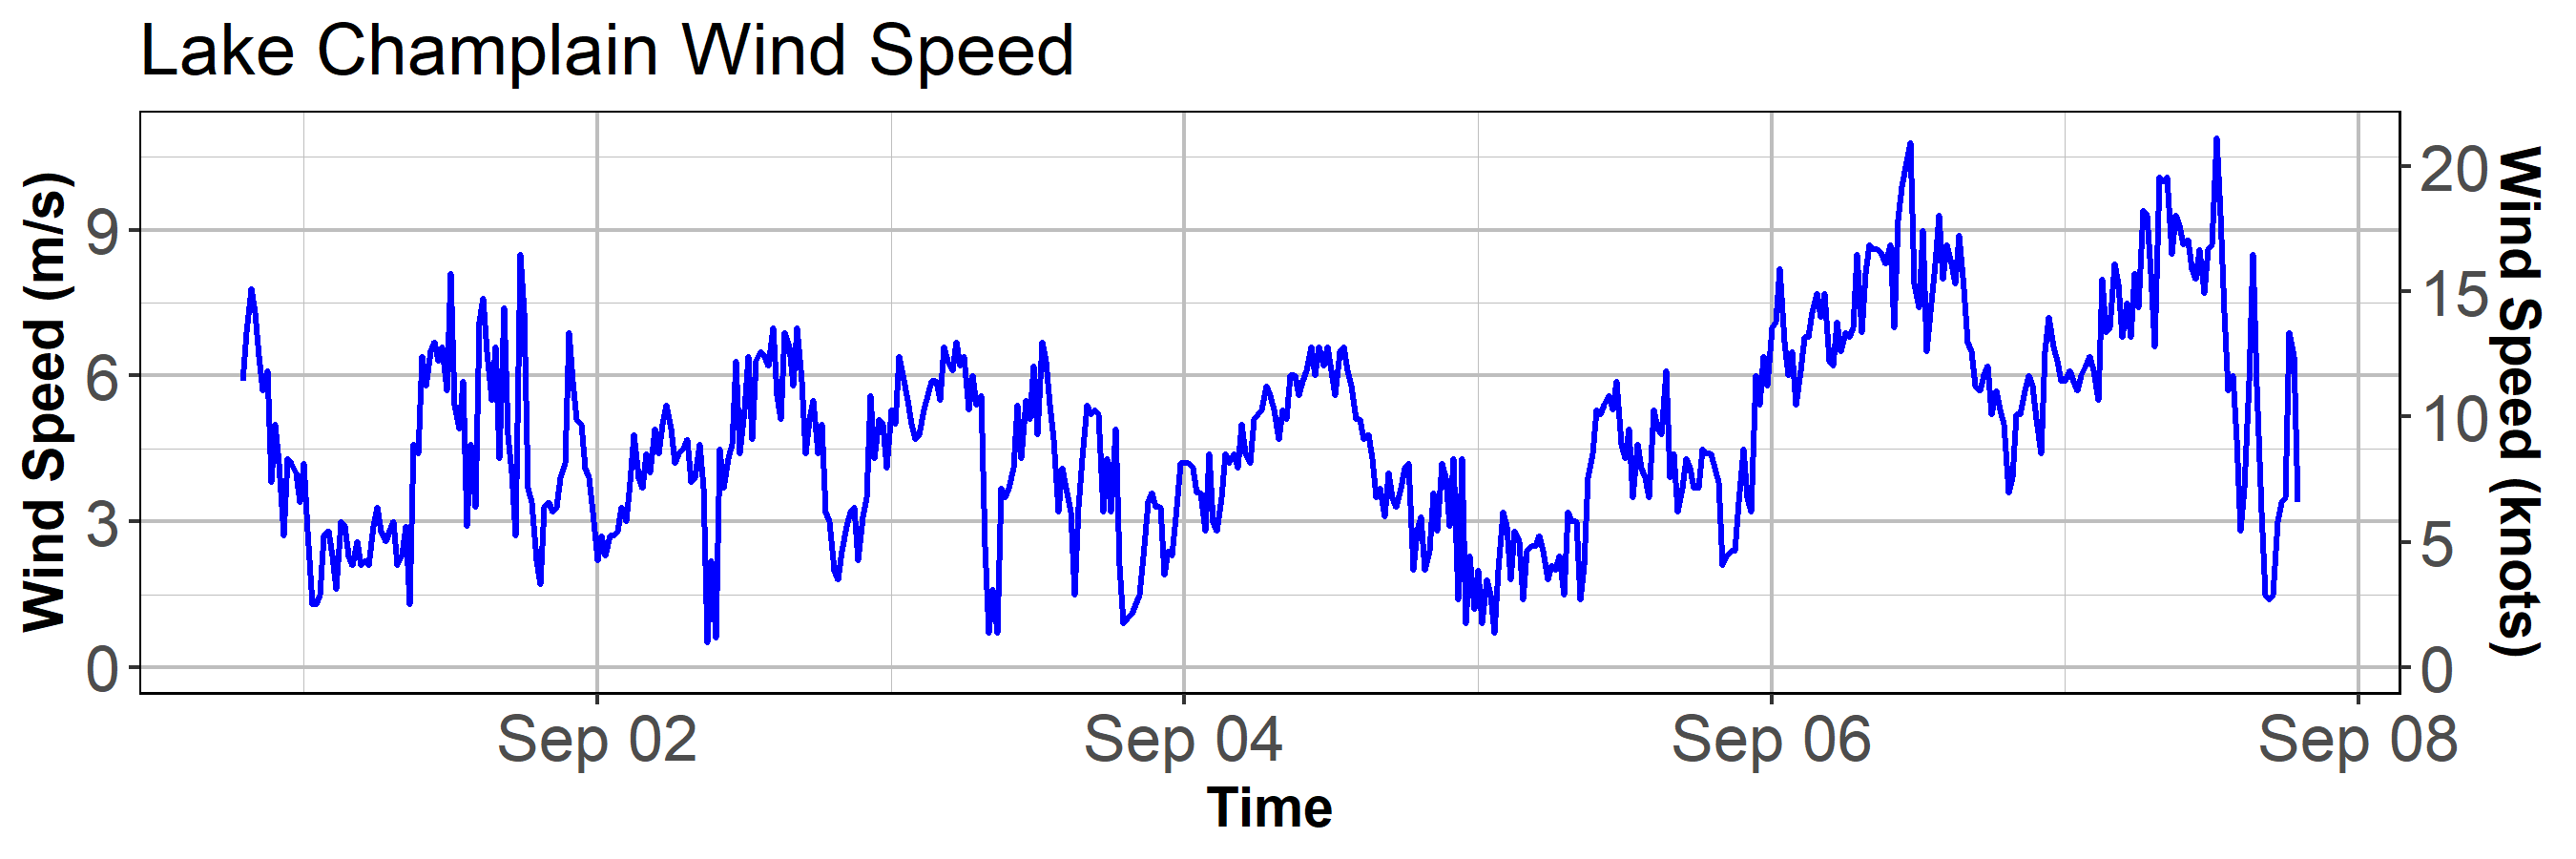 Lake Champlain Wind Speed
Wind Speed (m/s)
9
6
3
0
20
15
10
5
0
Wind Speed (knots)
Sep 02
Sep 04
Sep 06
Sep 08
Time